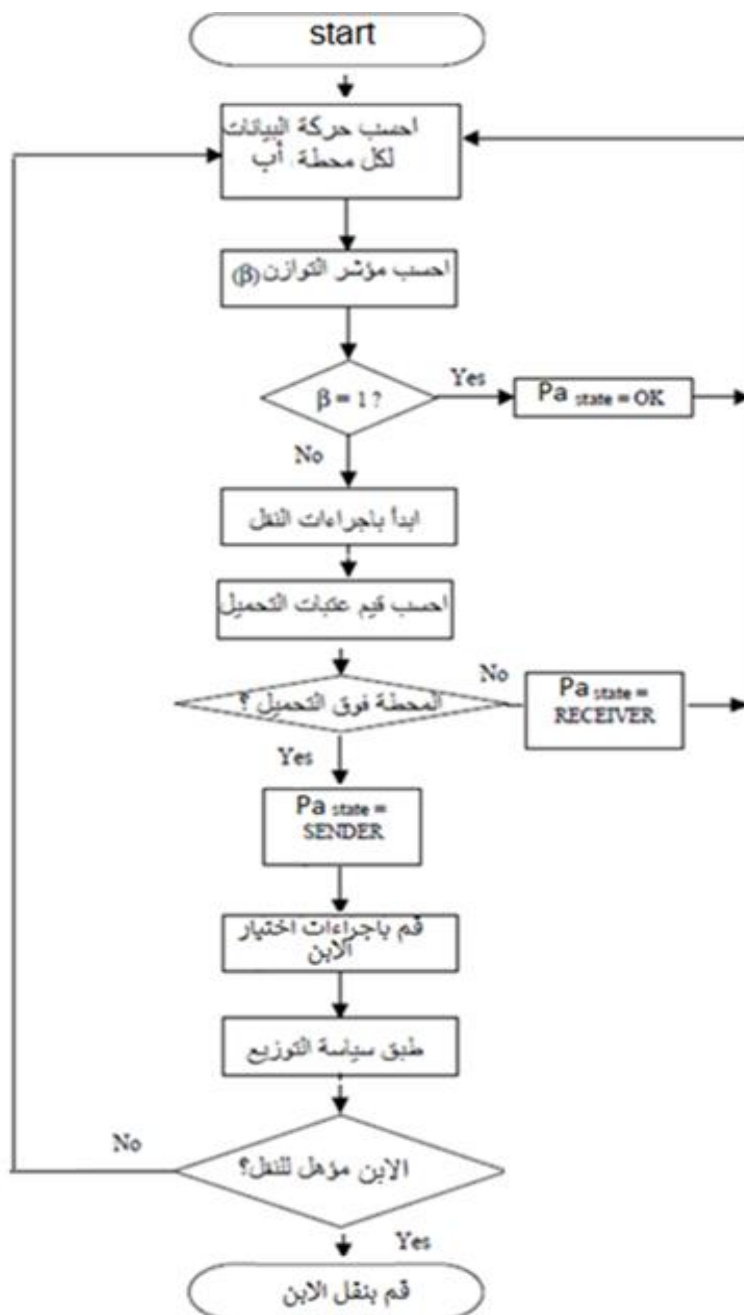 start
احسب حركة البيانات
لكل محطة أب
احسب مؤشر التوازن (β)
β = 1 ?
Yes
Pa state = OK
No
ابدأ باجراءات النقل
احسب قيم عتبات التحميل
المحطة فوق التحميل ؟
No
Pa state =
RECEIVER
Yes
Pa state =
SENDER
قم باجراءات اختيار
الابن
طبق سياسة التوزيع
الابن مؤهل للنقل؟
No
Yes
قم بنقل الابن